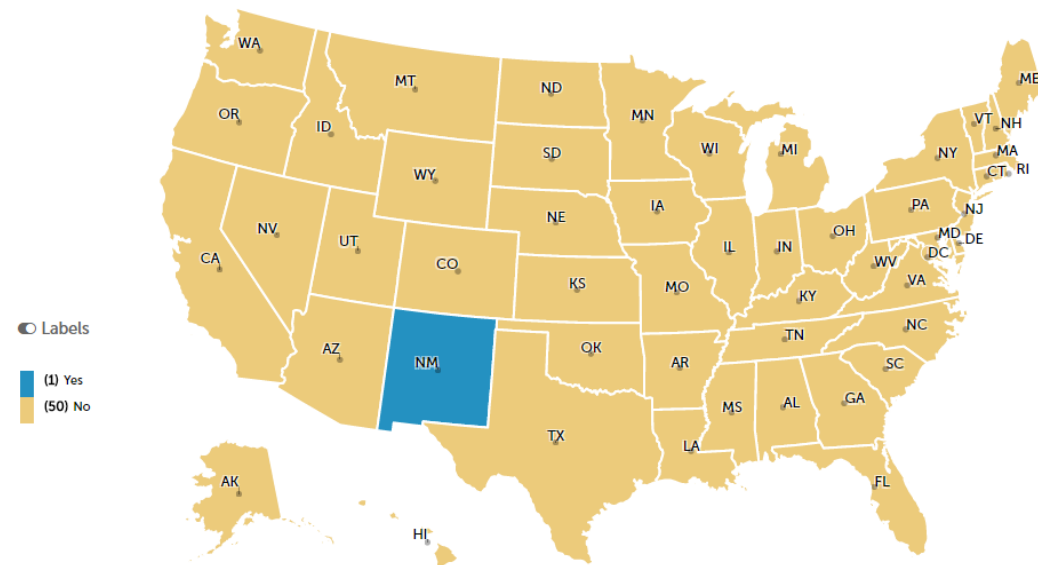 WA
MT
ND
MN
ME
OR
ID
SD
WI
MI
VT
NH
NY
MA
CT
RI
WY
NE
IA
PA
NJ
NV
UT
CO
IL
IN
OH
MD
DE
DC
WV
VA
CA
KS
MO
KY
Labels
AZ
NM
OK
AR
TN
NC
SC
(1) Yes
(50) No
TX
LA
MS
AL
GA
AK
FL
HI